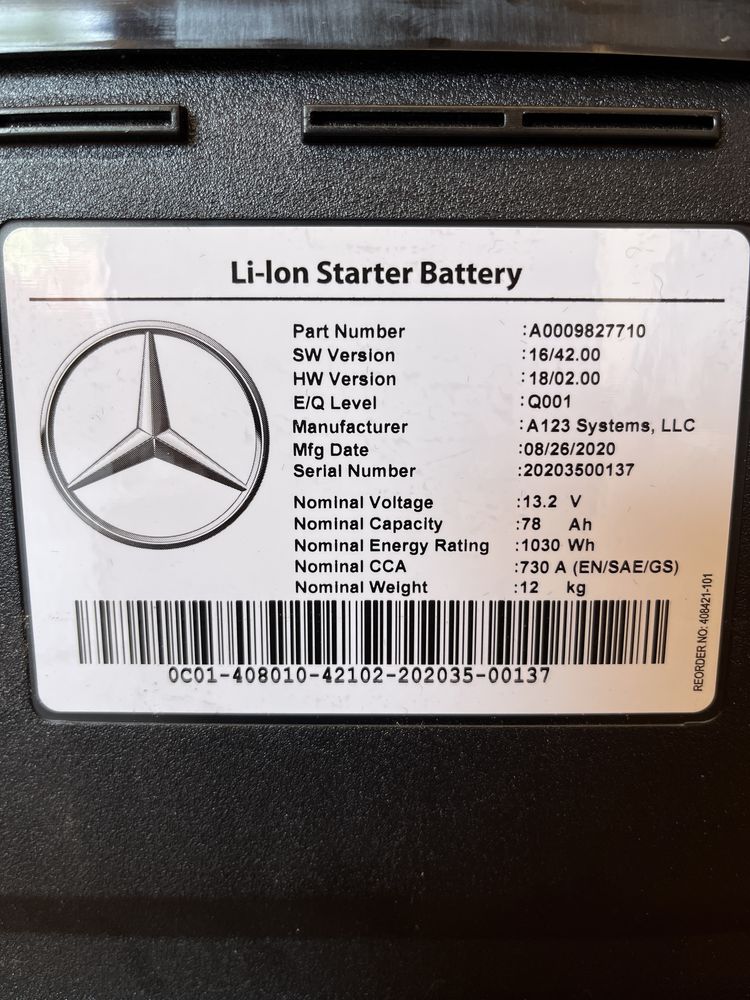 Li-Ion Starter Battery
Part Number :A0009827710
SW Version :16/42.00
HW Version :18/02.00
E/Q Level :Q001
Manufacturer :A123 Systems, LLC
Mfg Date :08/26/2020
Serial Number :20203500137
Nominal Voltage :13.2 V
Nominal Capacity :78 Ah
Nominal Energy Rating :1030 Wh
Nominal CCA :730 A (EN/SAE/GS)
Nominal Weight :12 kg
0C01-408010-42102-202035-00137
REORDER NO: 408421-101